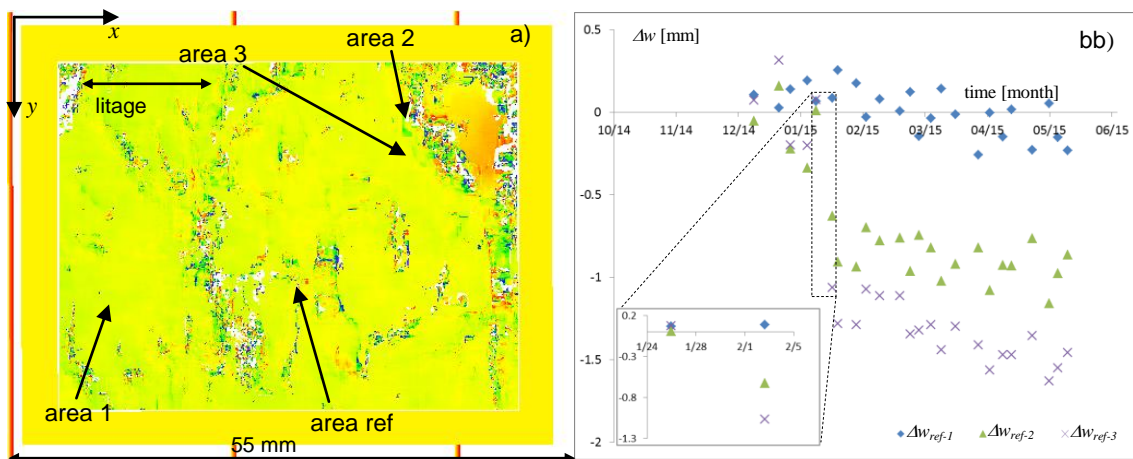 x
y
litage
area 3
area 2
a)
area 1
area ref
55 mm
Δw [mm]
bb)
time [month]
0.5
0
-0.5
-1
-1.5
-2
10/14 11/14 12/14 01/15 02/15 03/15 04/15 05/15 06/15
0.2
-0.3
-0.8
-1.3
1/24 1/28 2/1 2/5
Δwref-1 Δwref-2 Δwref-3